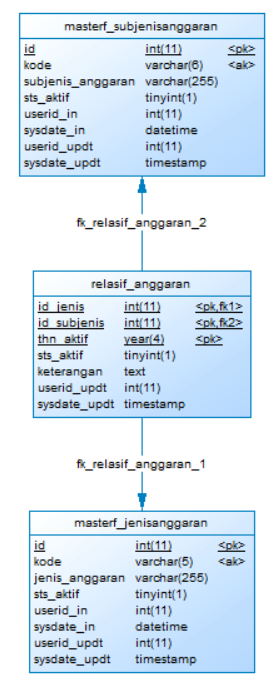 masterf_subjenisanggaran
id int(11) <pk>
kode varchar(6) <ak>
subjenis_anggaran varchar(255)
sts_aktif tinyint(1)
userid_in int(11)
sysdate_in datetime
userid_updt int(11)
sysdate_updt timestamp
fk_relasif_anggaran_2
relasif_anggaran
id_jenis int(11) <pk,fk1>
id_subjenis int(11) <pk,fk2>
thn_aktif year(4) <pk>
sts_aktif tinyint(1)
keterangan text
userid_updt int(11)
sysdate_updt timestamp
fk_relasif_anggaran_1
masterf_jenisanggaran
id int(11) <pk>
kode varchar(5) <ak>
jenis_anggaran varchar(255)
sts_aktif tinyint(1)
userid_in int(11)
sysdate_in datetime
userid_updt int(11)
sysdate_updt timestamp